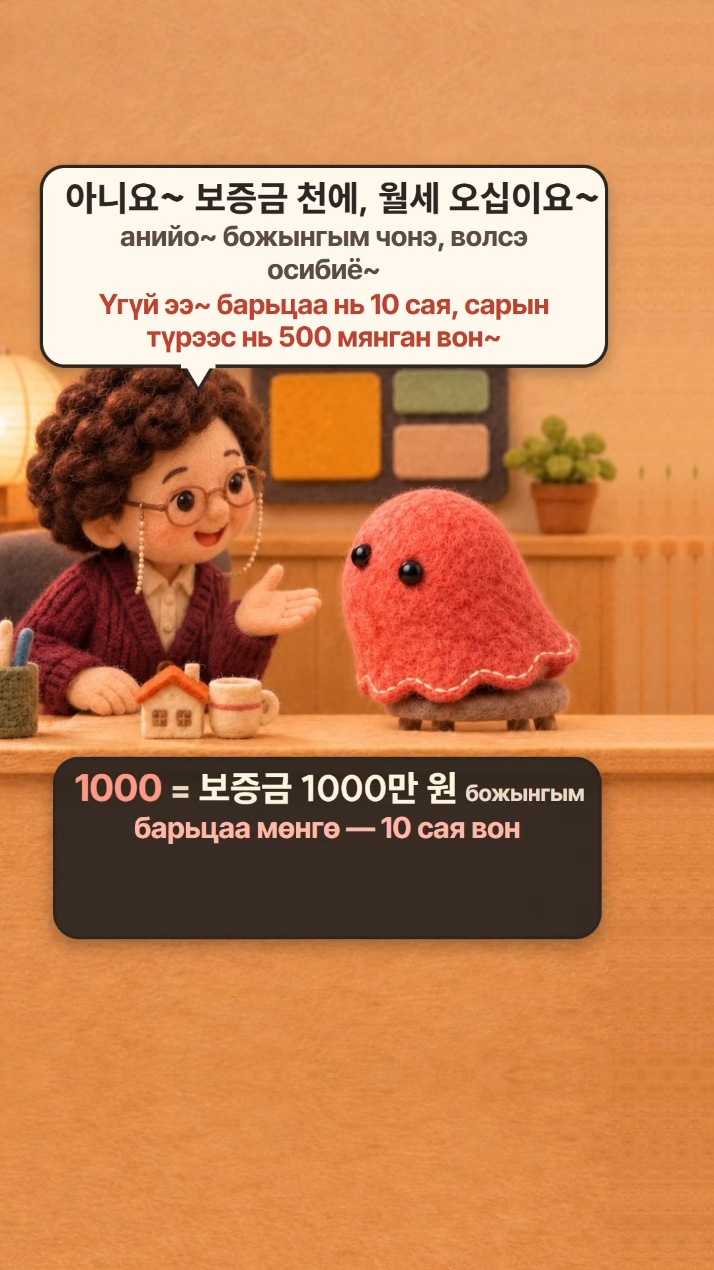 아니요~ 보증금 천에, 월세 오십이요~
анийо~ божынгым чонэ, волсэ
осибиё~
Үгүй ээ~ барьцаа нь 10 сая, сарын
түрээс нь 500 мянган вон~
1000 = 보증금 1000만 원 божынгым
барьцаа мөнгө — 10 сая вон